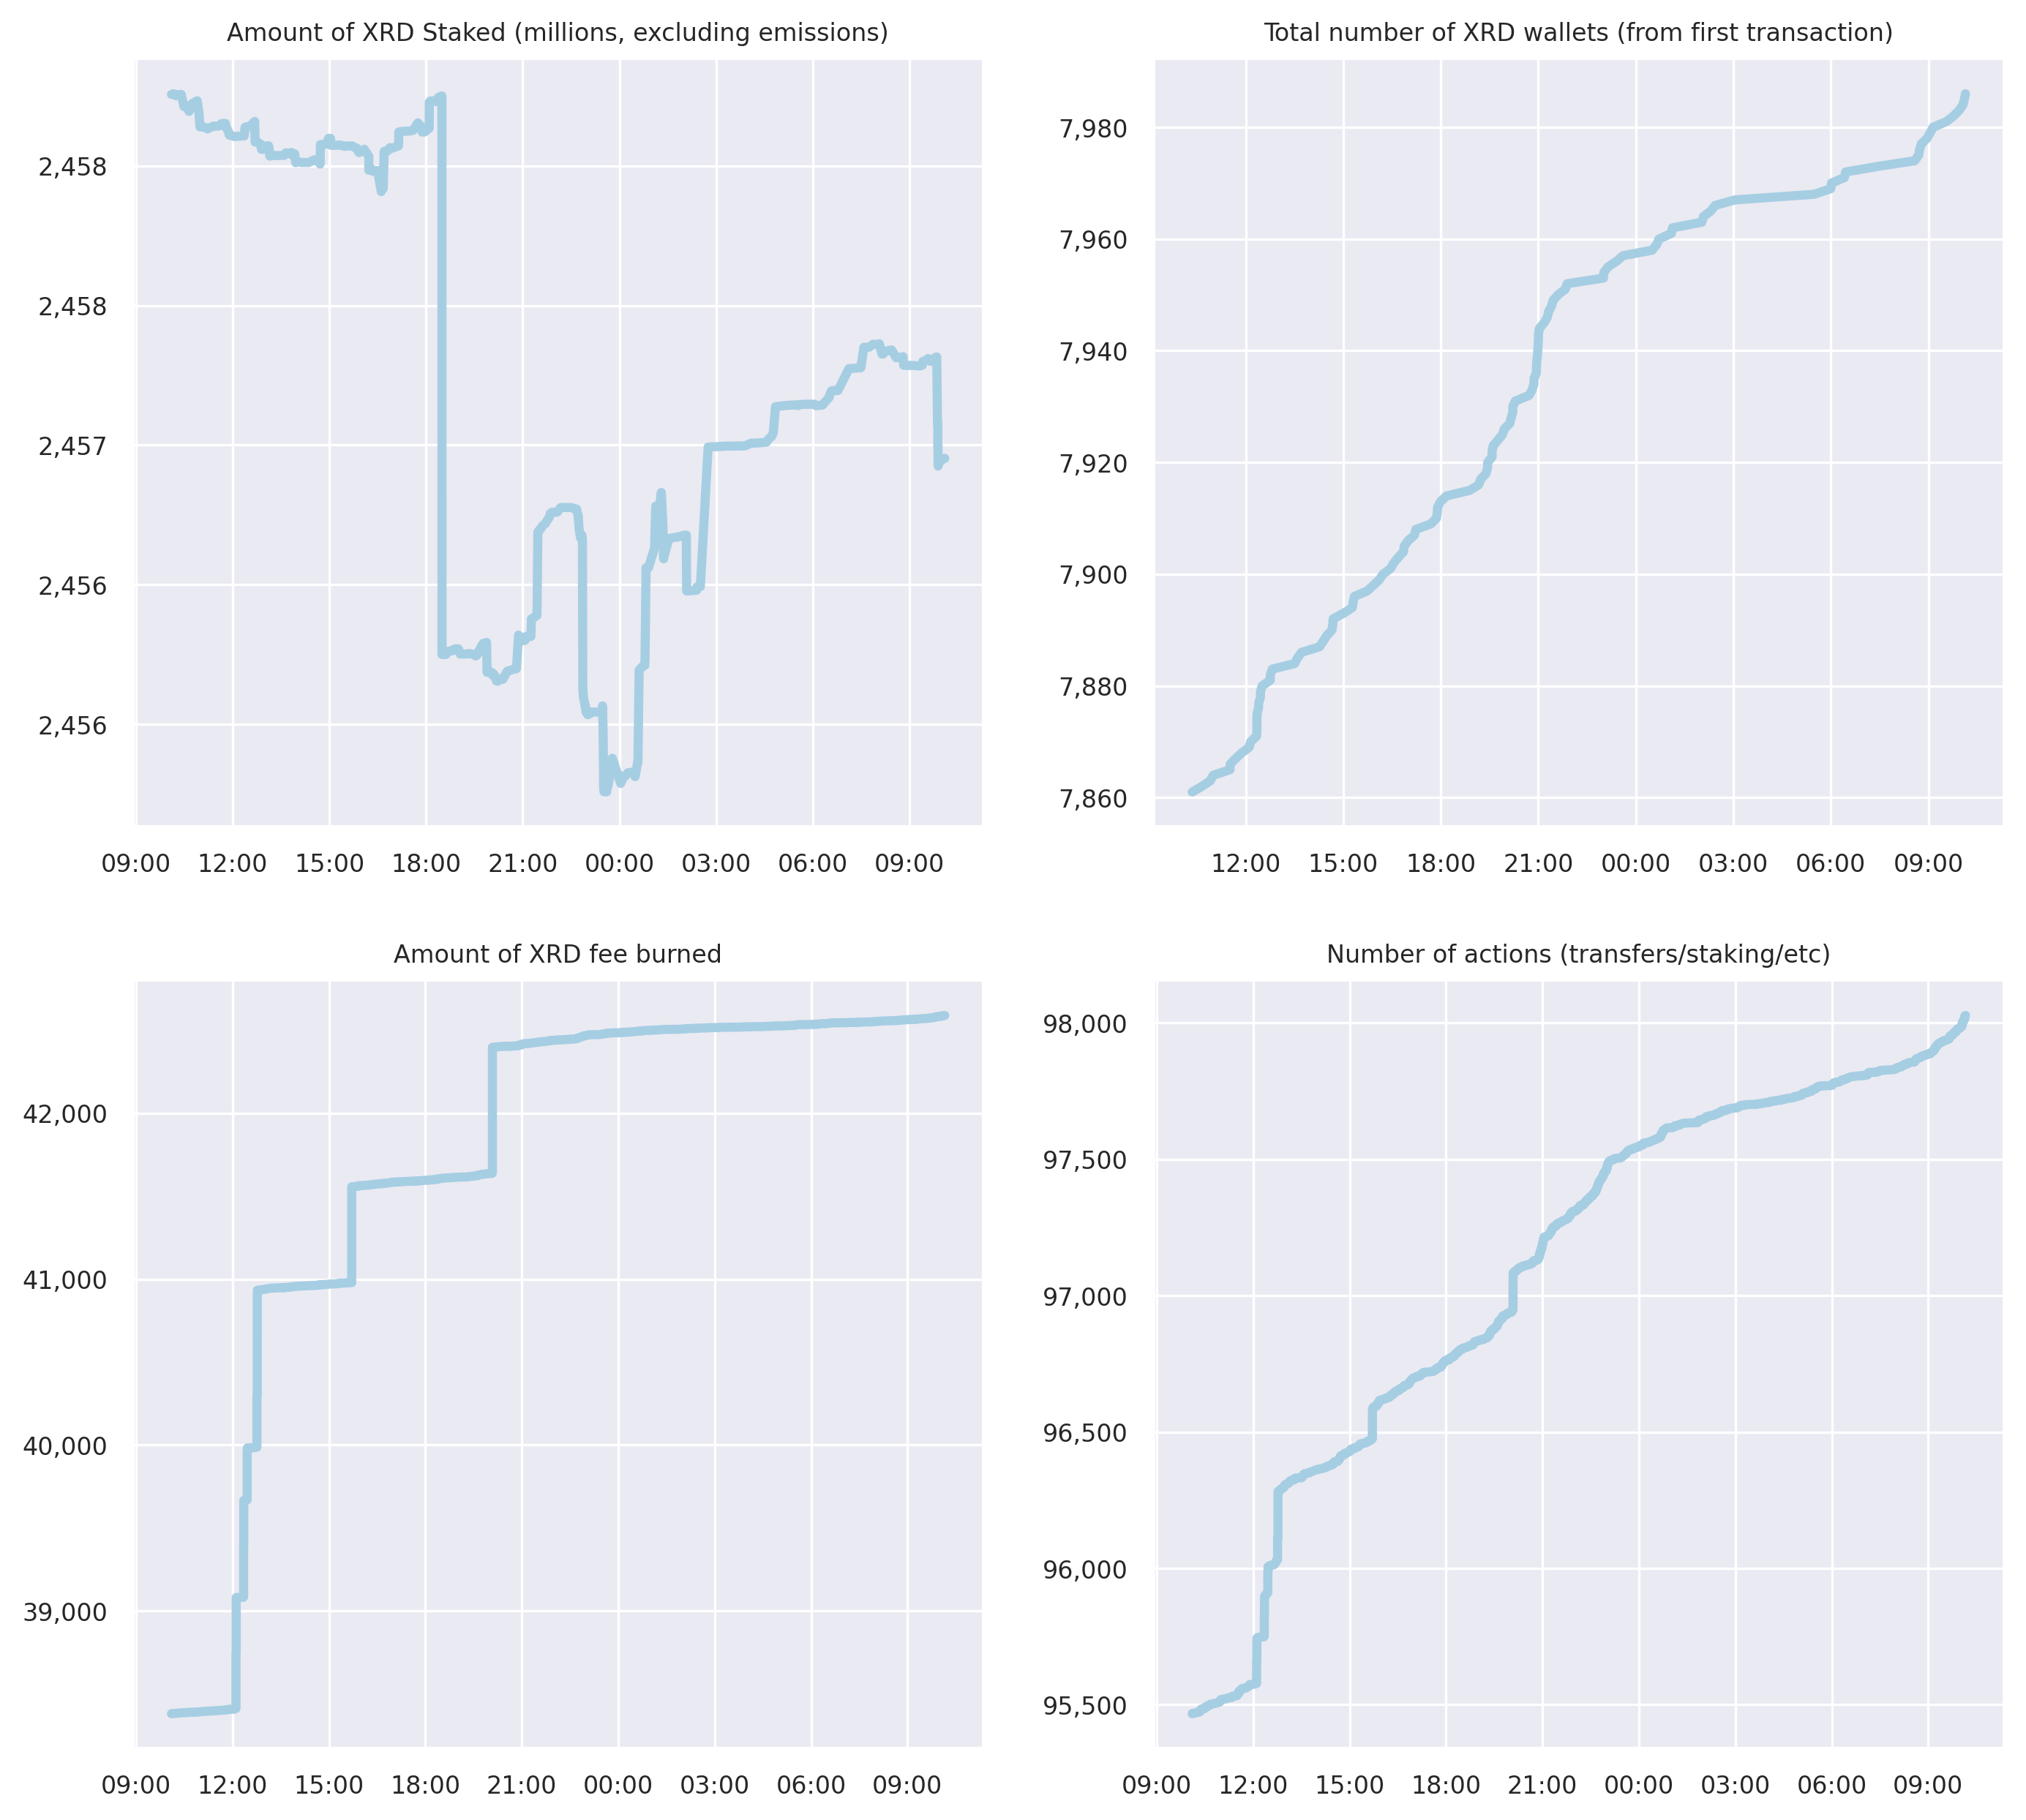 Amount of XRD Staked (millions, excluding emissions)
2,458
2,458
2,457
2,456
2,456
09:00 12:00 15:00 18:00 21:00 00:00 03:00 06:00 09:00
Total number of XRD wallets (from first transaction)
7,980
7,960
7,940
7,920
7,900
7,880
7,860
12:00 15:00 18:00 21:00 00:00 03:00 06:00 09:00
Amount of XRD fee burned
42,000
41,000
40,000
39,000
09:00 12:00 15:00 18:00 21:00 00:00 03:00 06:00 09:00
Number of actions (transfers/staking/etc)
98,000
97,500
97,000
96,500
96,000
95,500
09:00 12:00 15:00 18:00 21:00 00:00 03:00 06:00 09:00